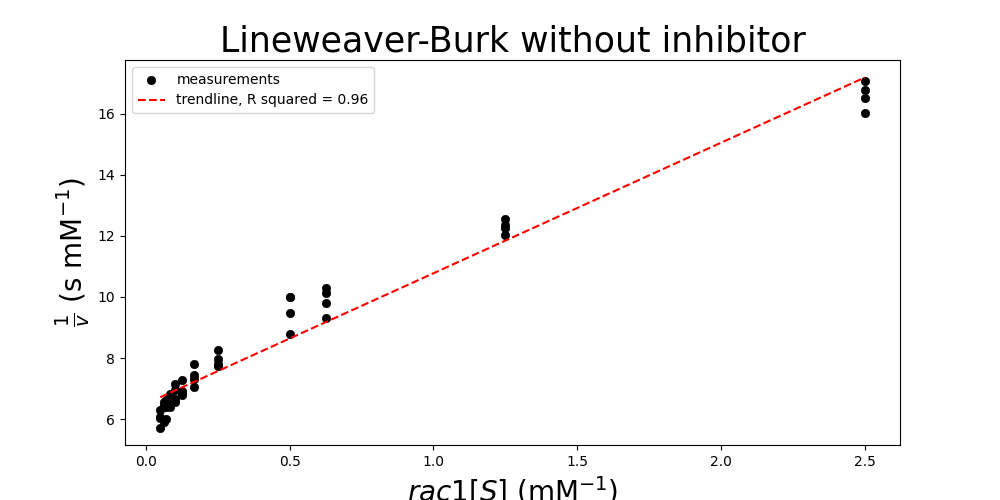 Lineweaver-Burk without inhibitor
measurements
trendline, R squared = 0.96
16
14
12
10
8
6
1/v (s mM⁻¹)
0.0 0.5 1.0 1.5 2.0 2.5
rac1[S] (mM⁻¹)